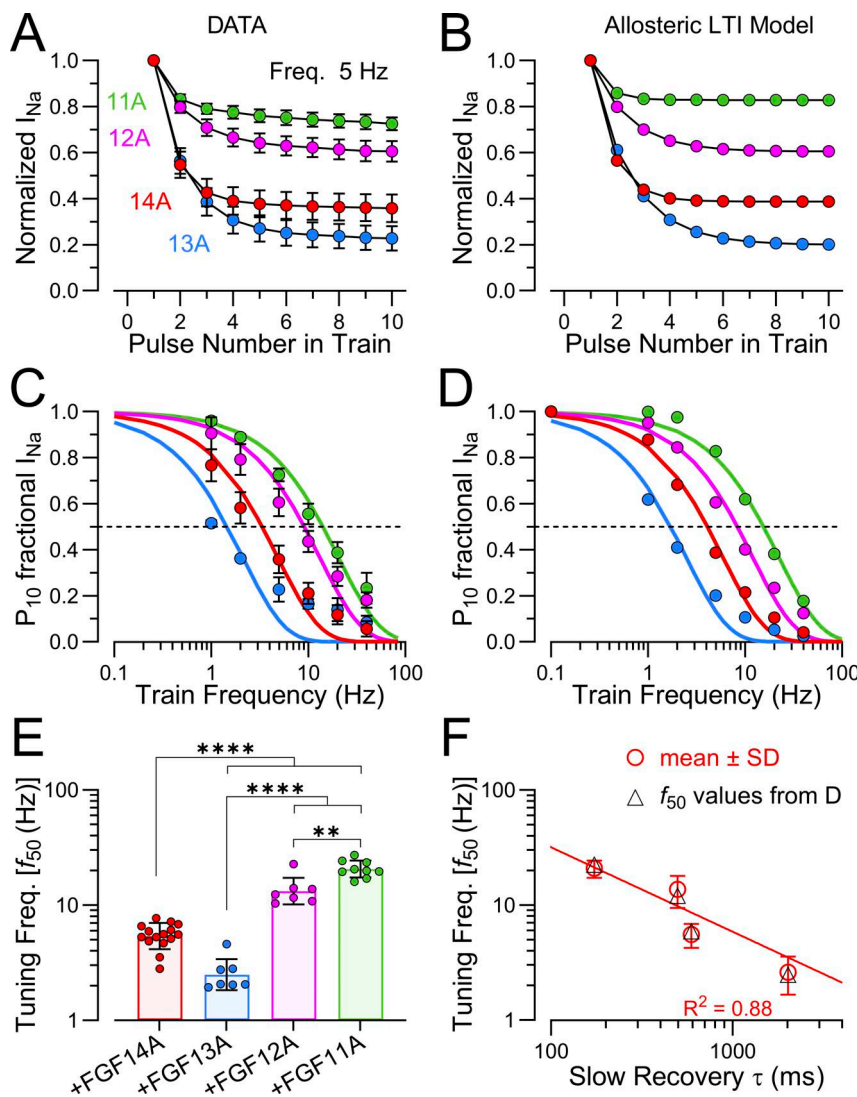 A
DATA
Normalized I_Na
1.0
0.8
0.6
0.4
0.2
0.0
Freq. 5 Hz
11A
12A
14A
13A
0 2 4 6 8 10
Pulse Number in Train
B
Allosteric LTI Model
Normalized I_Na
1.0
0.8
0.6
0.4
0.2
0.0
0 2 4 6 8 10
Pulse Number in Train
C
P10 fractional I_Na
1.0
0.8
0.6
0.4
0.2
0.0
0.1 1 10 100
Train Frequency (Hz)
D
P10 fractional I_Na
1.0
0.8
0.6
0.4
0.2
0.0
0.1 1 10 100
Train Frequency (Hz)
E
Tuning Freq. [f50 (Hz)]
100
10
1
****
****
**
+FGF14A
+FGF13A
+FGF12A
+FGF11A
F
Tuning Freq. [f50 (Hz)]
100
10
1
mean ± SD
f50 values from D
R² = 0.88
100 1000
Slow Recovery τ (ms)